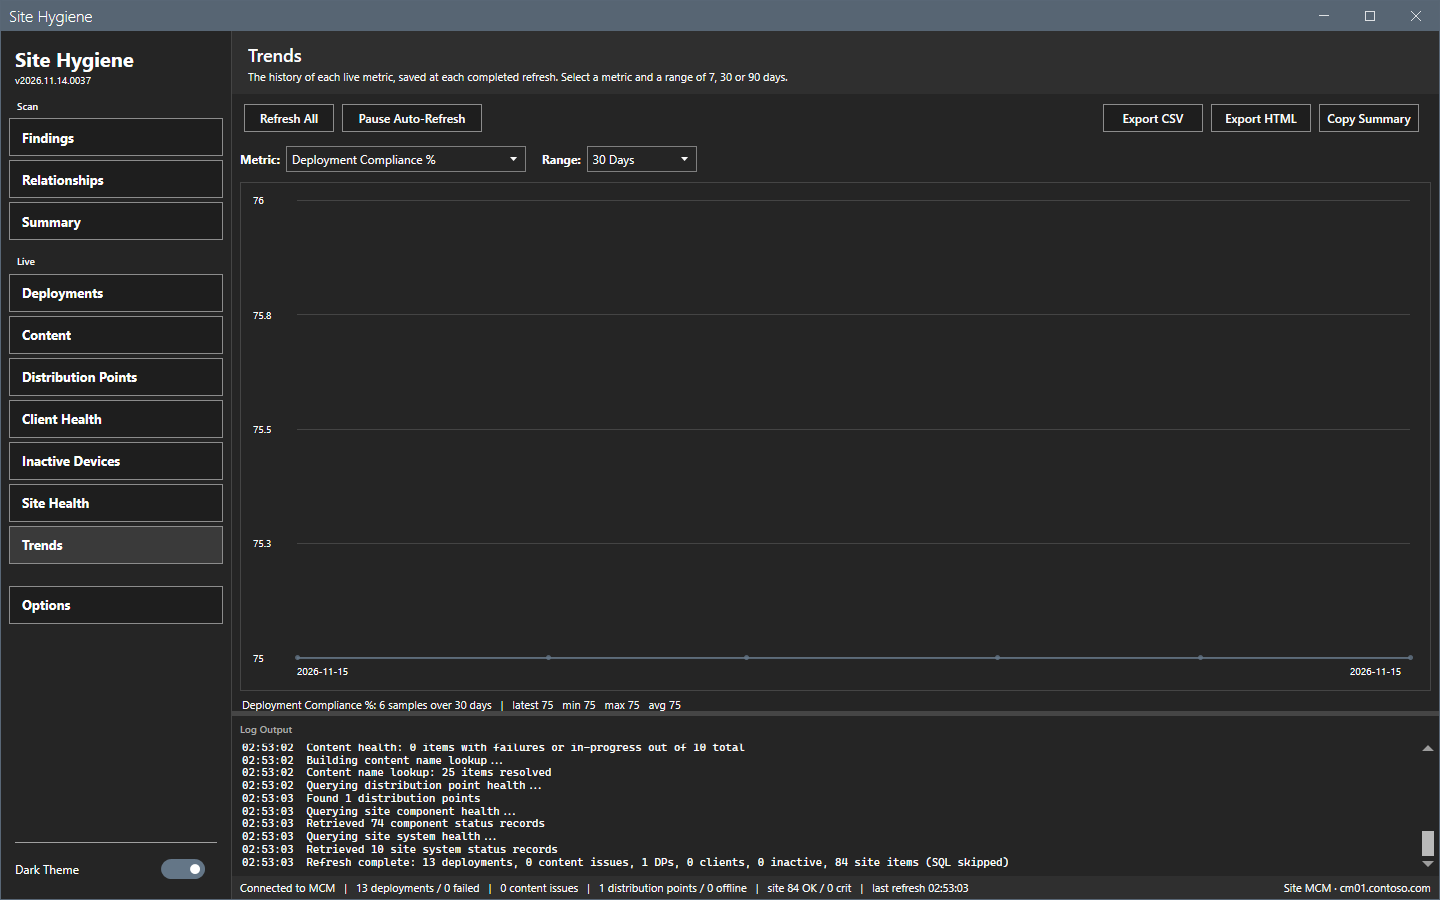 Site Hygiene
Site Hygiene
v2026.11.14.0037
Scan
Findings
Relationships
Summary
Live
Deployments
Content
Distribution Points
Client Health
Inactive Devices
Site Health
Trends
Options
Dark Theme
Trends
The history of each live metric, saved at each completed refresh. Select a metric and a range of 7, 30 or 90 days.
Refresh All
Pause Auto-Refresh
Export CSV
Export HTML
Copy Summary
Metric: Deployment Compliance %
Range: 30 Days
76
75.8
75.5
75.3
75
2026-11-15
2026-11-15
Deployment Compliance %: 6 samples over 30 days | latest 75 min 75 max 75 avg 75
Log Output
02:53:02 Content health: 0 items with failures or in-progress out of 10 total
02:53:02 Building content name lookup...
02:53:02 Content name lookup: 25 items resolved
02:53:02 Querying distribution point health...
02:53:03 Found 1 distribution points
02:53:03 Querying site component health...
02:53:03 Retrieved 74 component status records
02:53:03 Querying site system health...
02:53:03 Retrieved 10 site system status records
02:53:03 Refresh complete: 13 deployments, 0 content issues, 1 DPs, 0 clients, 0 inactive, 84 site items (SQL skipped)
Connected to MCM | 13 deployments / 0 failed | 0 content issues | 1 distribution points / 0 offline | site 84 OK / 0 crit | last refresh 02:53:03
Site MCM · cm01.contoso.com